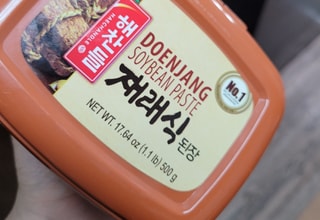 해찬들
HAECHANDLE
DOENJANG
SOYBEAN PASTE
No.1
재래식 된장
NET WT. 17.64 oz (1.1 lb) 500 g